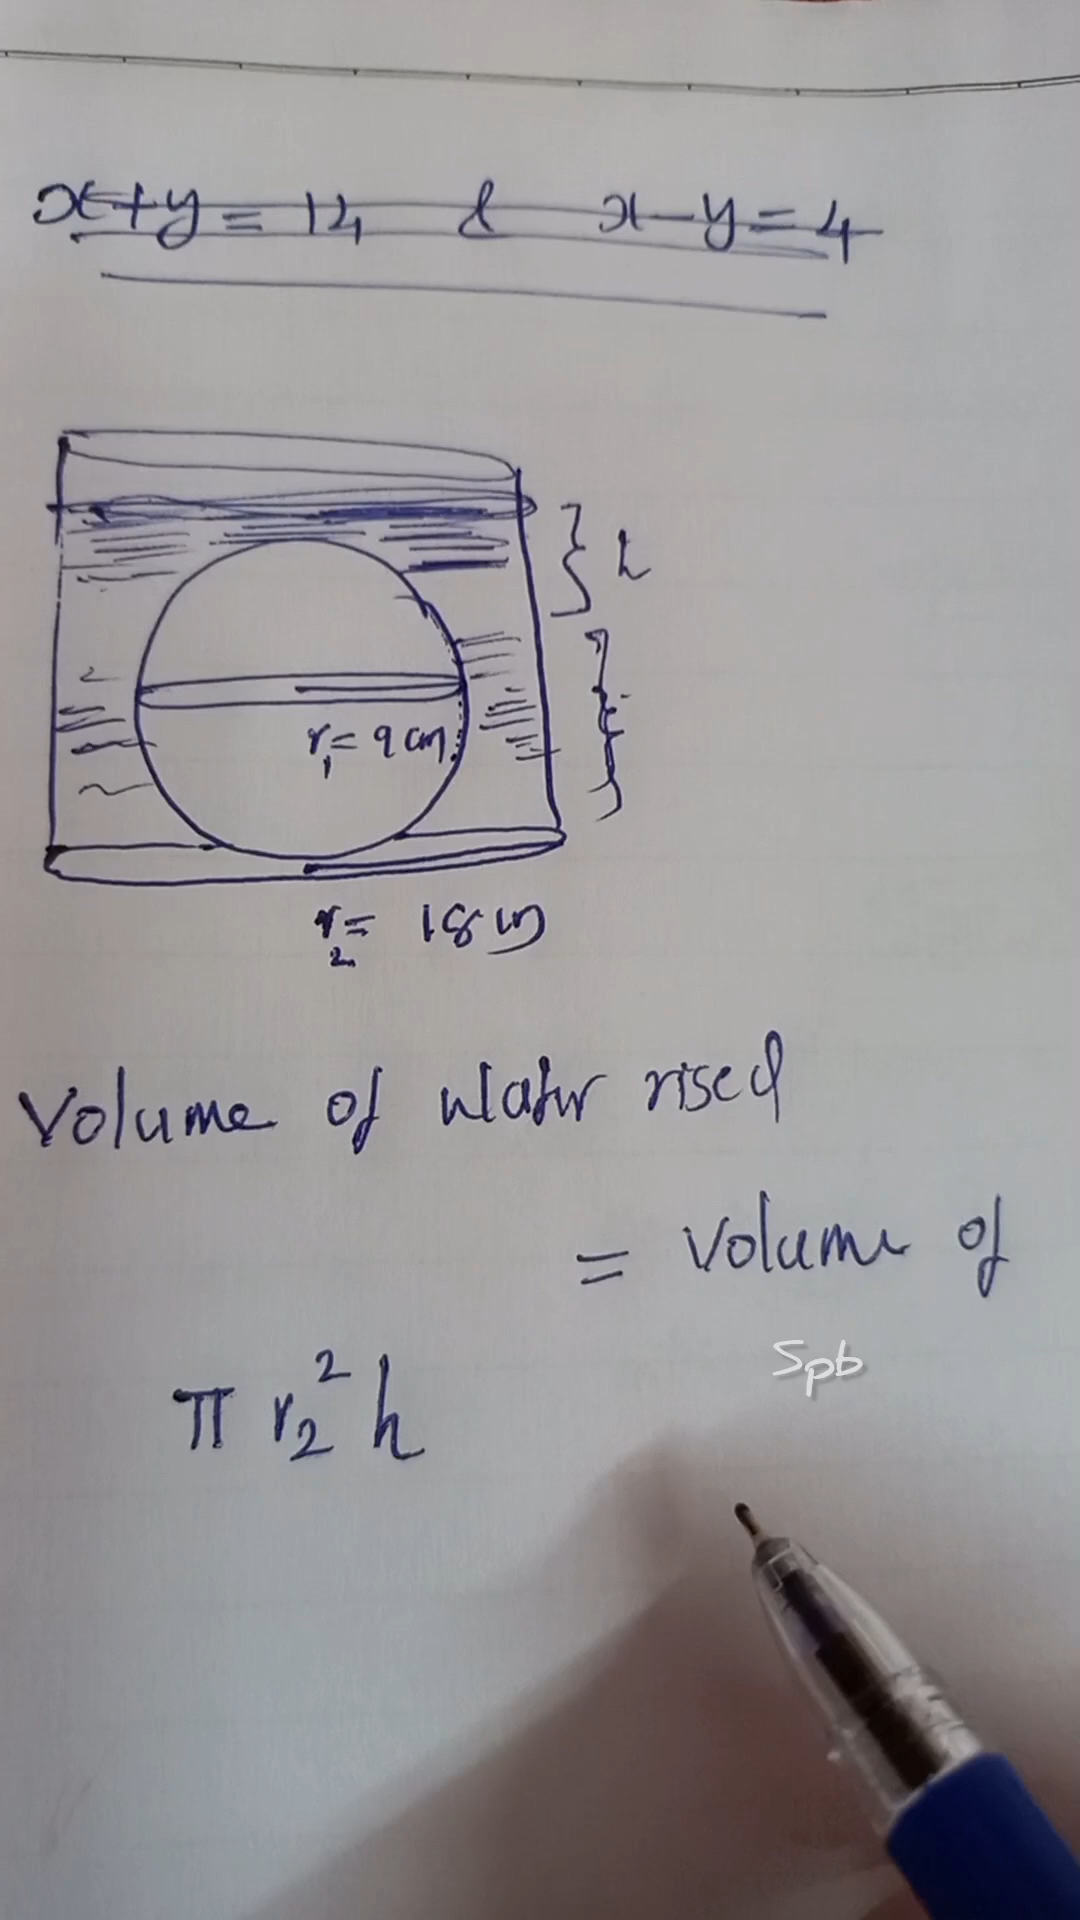 x+y=14 & x-y=4
h
r₁= 9 cm
r₂= 18 cm
Volume of water rised
= Volume of
Spb
π r₂² h